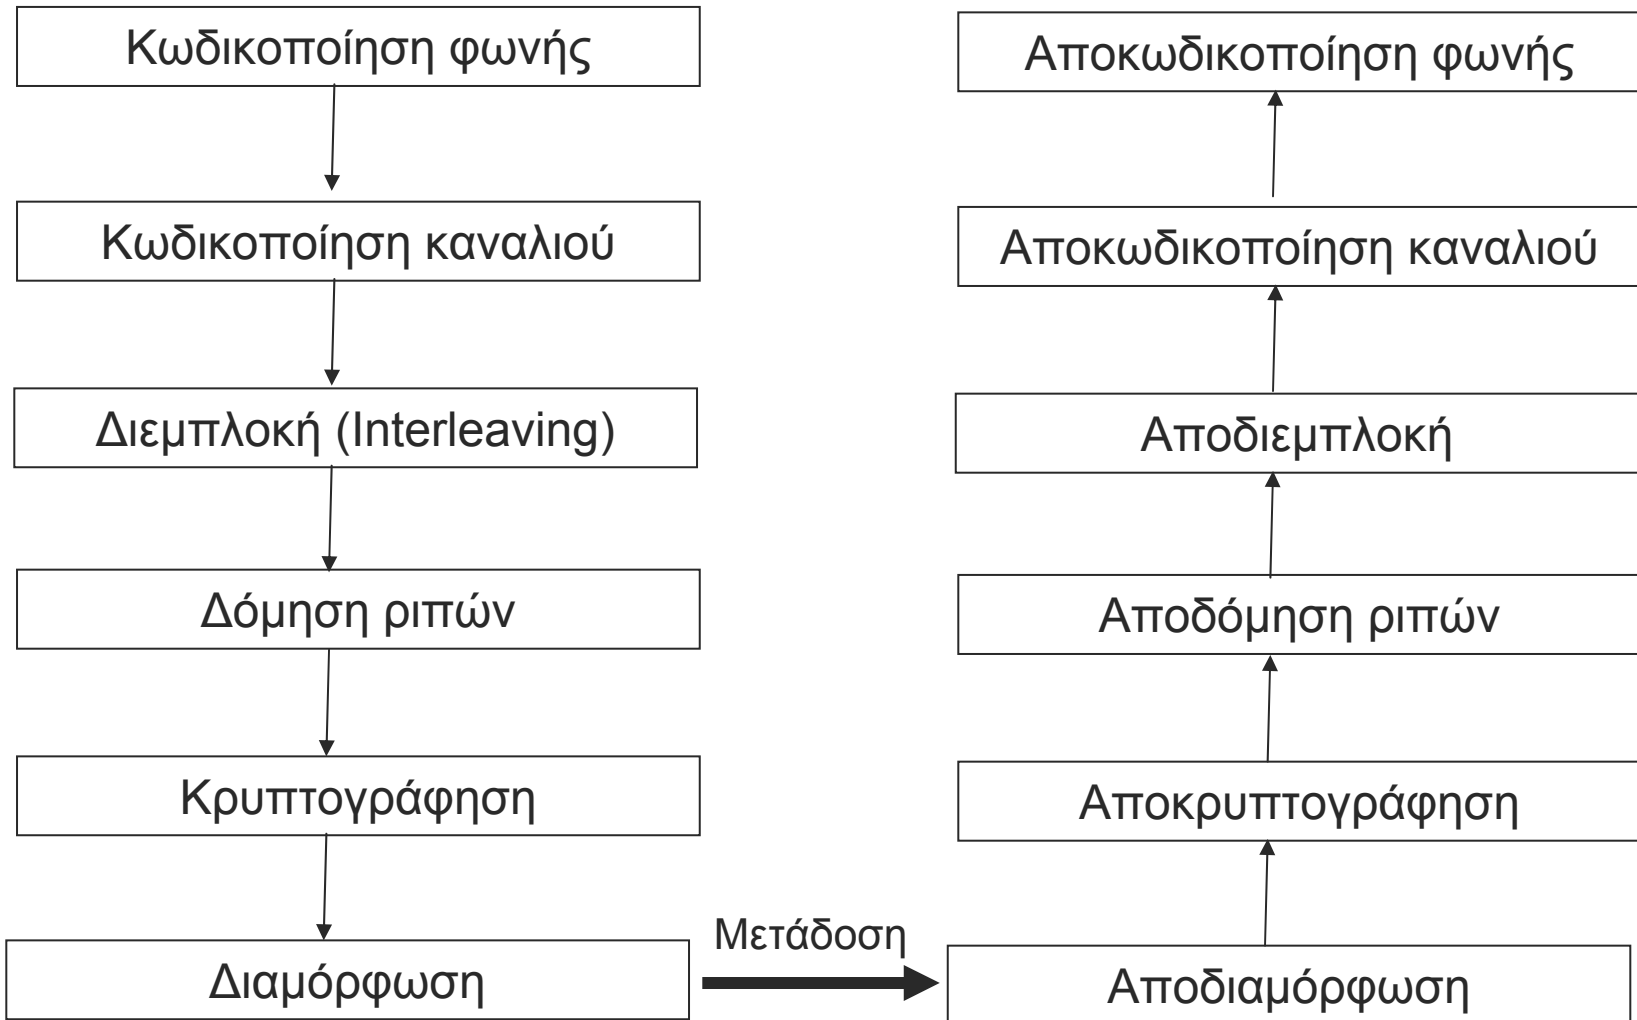 Κωδικοποίηση φωνής
Κωδικοποίηση καναλιού
Διεμπλοκή (Interleaving)
Δόμηση ριπών
Κρυπτογράφηση
Διαμόρφωση
Μετάδοση
Αποκωδικοποίηση φωνής
Αποκωδικοποίηση καναλιού
Αποδιεμπλοκή
Αποδόμηση ριπών
Αποκρυπτογράφηση
Αποδιαμόρφωση